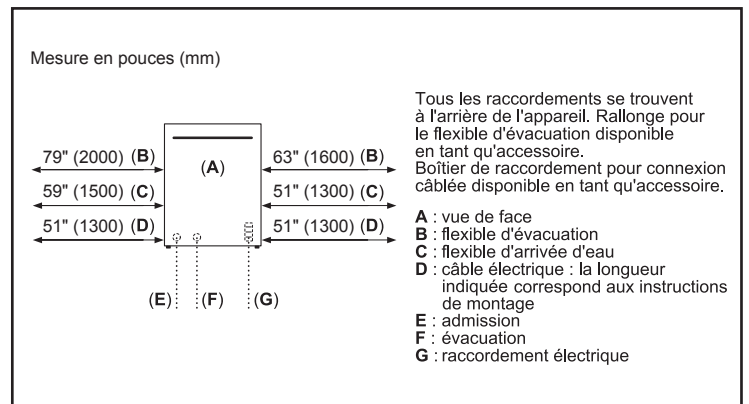 Mesure en pouces (mm)
79" (2000) (B)
59" (1500) (C)
51" (1300) (D)
(A)
63" (1600) (B)
51" (1300) (C)
51" (1300) (D)
(E) (F) (G)
Tous les raccordements se trouvent
à l'arrière de l'appareil. Rallonge pour
le flexible d'évacuation disponible
en tant qu'accessoire.
Boîtier de raccordement pour connexion
câblée disponible en tant qu'accessoire.
A : vue de face
B : flexible d'évacuation
C : flexible d'arrivée d'eau
D : câble électrique : la longueur
indiquée correspond aux instructions
de montage
E : admission
F : évacuation
G : raccordement électrique